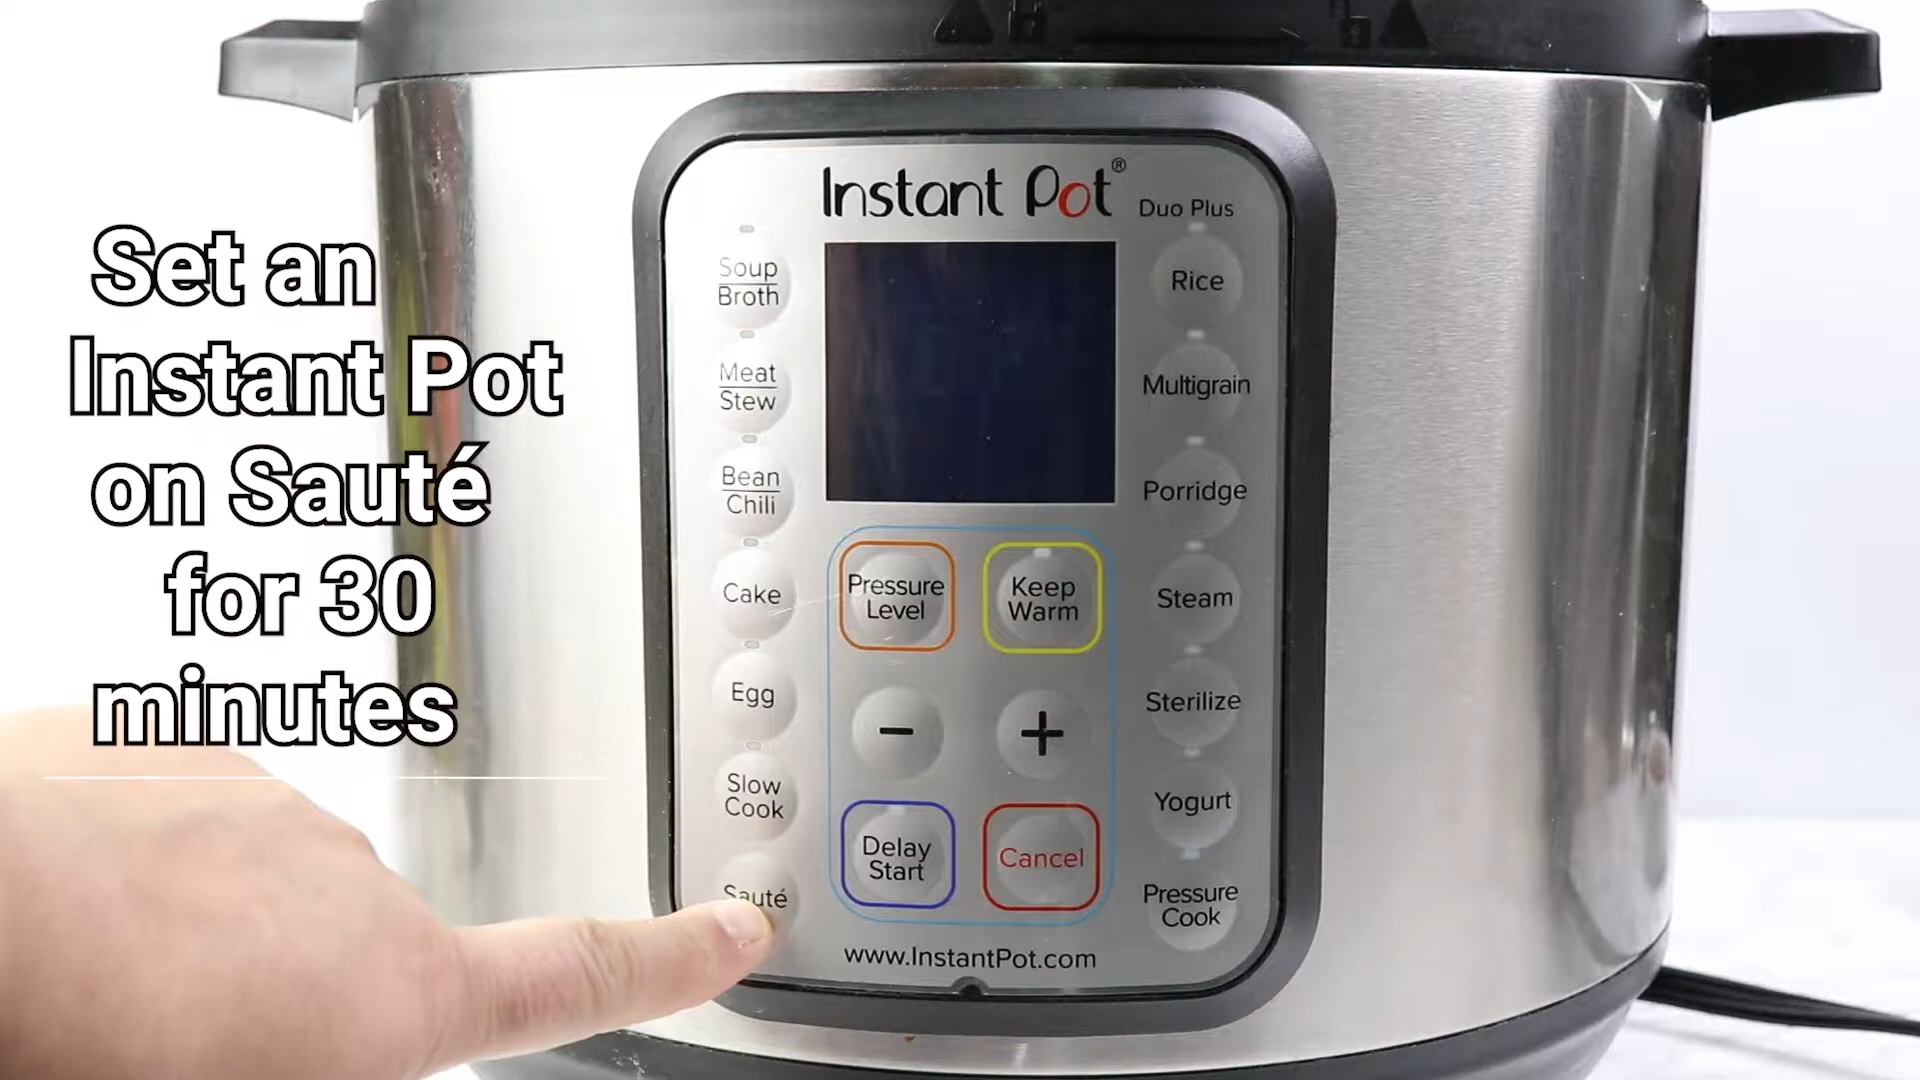 Set an
Instant Pot
on Sauté
for 30
minutes
Instant Pot®
Duo Plus
Soup
Broth
Meat
Stew
Bean
Chili
Cake
Egg
Slow
Cook
Sauté
Pressure
Level
Keep
Warm
-
+
Delay
Start
Cancel
Rice
Multigrain
Porridge
Steam
Sterilize
Yogurt
Pressure
Cook
www.InstantPot.com